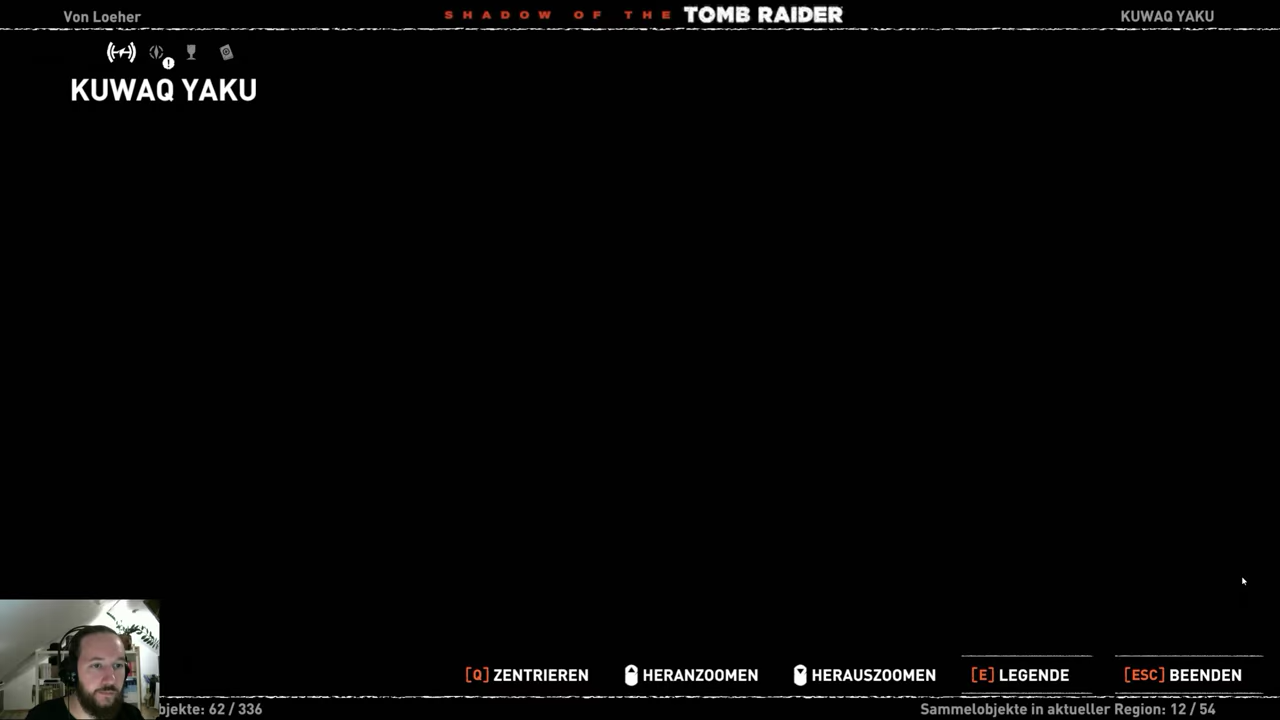 Von Loeher
SHADOW OF THE TOMB RAIDER
KUWAQ YAKU
KUWAQ YAKU
[Q] ZENTRIEREN
HERANZOOMEN
HERAUSZOOMEN
[E] LEGENDE
[ESC] BEENDEN
bjekte: 62 / 336
Sammelobjekte in aktueller Region: 12 / 54